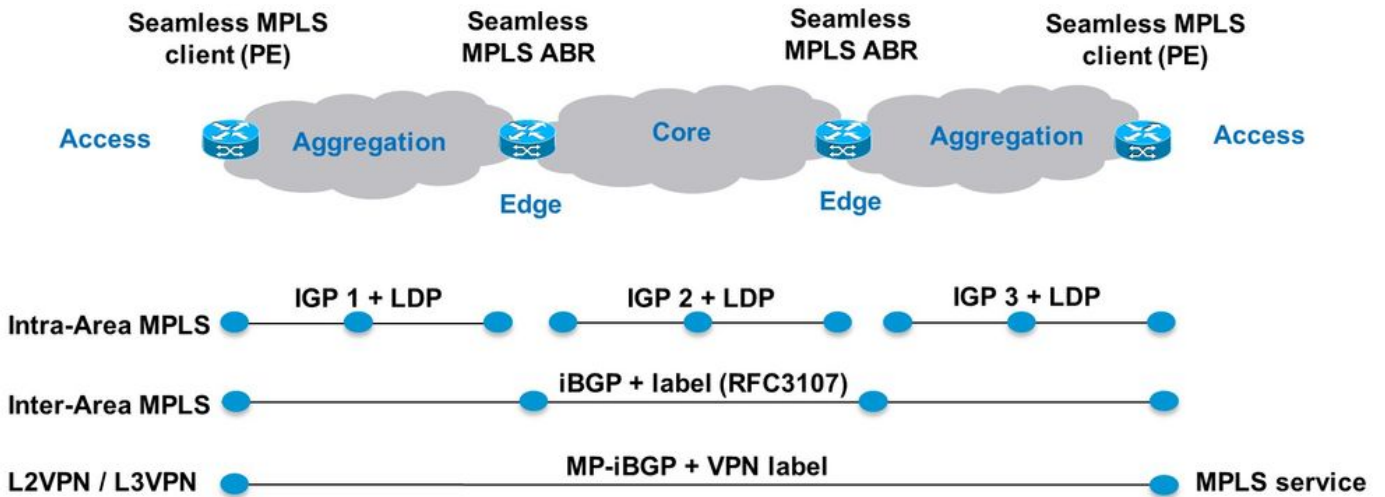 Seamless MPLS
client (PE)
Seamless
MPLS ABR
Seamless
MPLS ABR
Seamless MPLS
client (PE)
Access
Aggregation
Core
Aggregation
Access
Edge
Edge
Intra-Area MPLS
IGP 1 + LDP
IGP 2 + LDP
IGP 3 + LDP
Inter-Area MPLS
iBGP + label (RFC3107)
L2VPN / L3VPN
MP-iBGP + VPN label
MPLS service